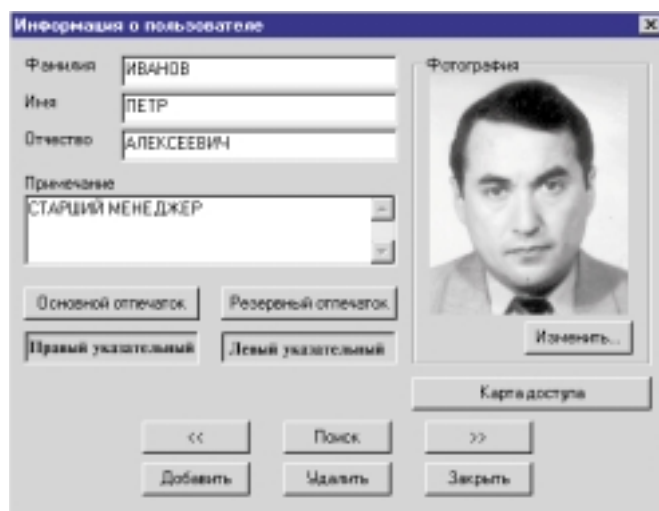 Информация о пользователе
Фамилия ИВАНОВ
Фотография
Имя ПЕТР
Отчество АЛЕКСЕЕВИЧ
Примечание
СТАРШИЙ МЕНЕДЖЕР
Основной отпечаток Резервный отпечаток
Правый указательный Левый указательный
Изменить...
Карта доступа
<< Поиск >>
Добавить Удалить Закрыть